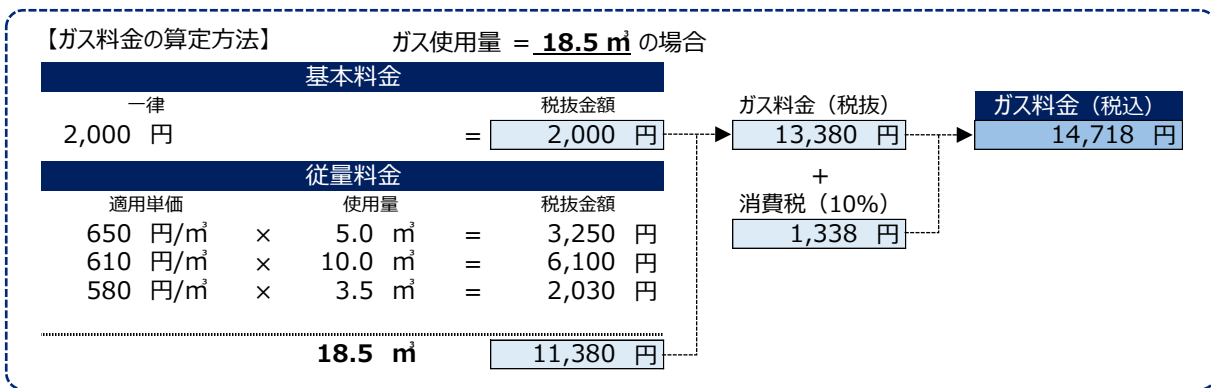 【ガス料金の算定方法】 ガス使用量 = 18.5 ㎥ の場合
基本料金
一律 税抜金額 ガス料金（税抜） ガス料金（税込）
2,000 円 = 2,000 円 13,380 円 14,718 円
従量料金 +
適用単価 使用量 税抜金額 消費税（10%）
650 円/㎥ × 5.0 ㎥ = 3,250 円 1,338 円
610 円/㎥ × 10.0 ㎥ = 6,100 円
580 円/㎥ × 3.5 ㎥ = 2,030 円
18.5 ㎥ 11,380 円